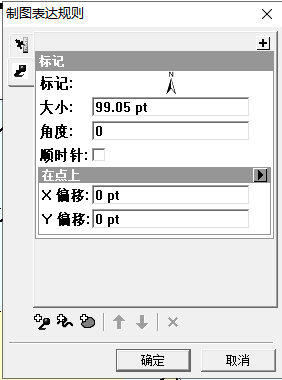 制图表达规则
标记
标记: N
大小: 99.05 pt
角度: 0
顺时针:
在点上
X 偏移: 0 pt
Y 偏移: 0 pt
确定 取消